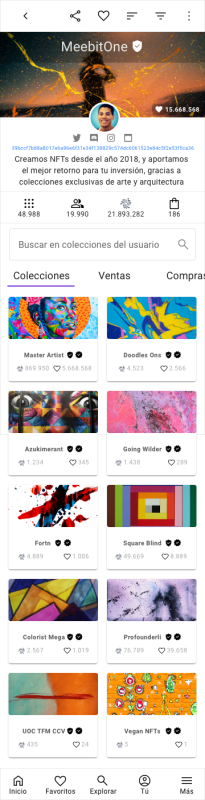 MeebitOne
15.668.568
Creamos NFTs desde el año 2018, y aportamos
el mejor retorno para tu inversión, gracias a
colecciones exclusivas de arte y arquitectura
48.988 19.990 21.893.282 186
Buscar en colecciones del usuario
Colecciones Ventas Compras
Master Artist Doodles Ons
869.950 5.668.568 4.523 2.566
Azukimerant Going Wilder
1.234 345 1.438 289
Fortn Square Blind
4.989 1.006 49.669 8.889
Colorist Mega Profounderli
2.567 1.019 76.789 39.658
UOC TFM CCV Vegan NFTs
435 24 5 1
Inicio Favoritos Explorar Tú Más